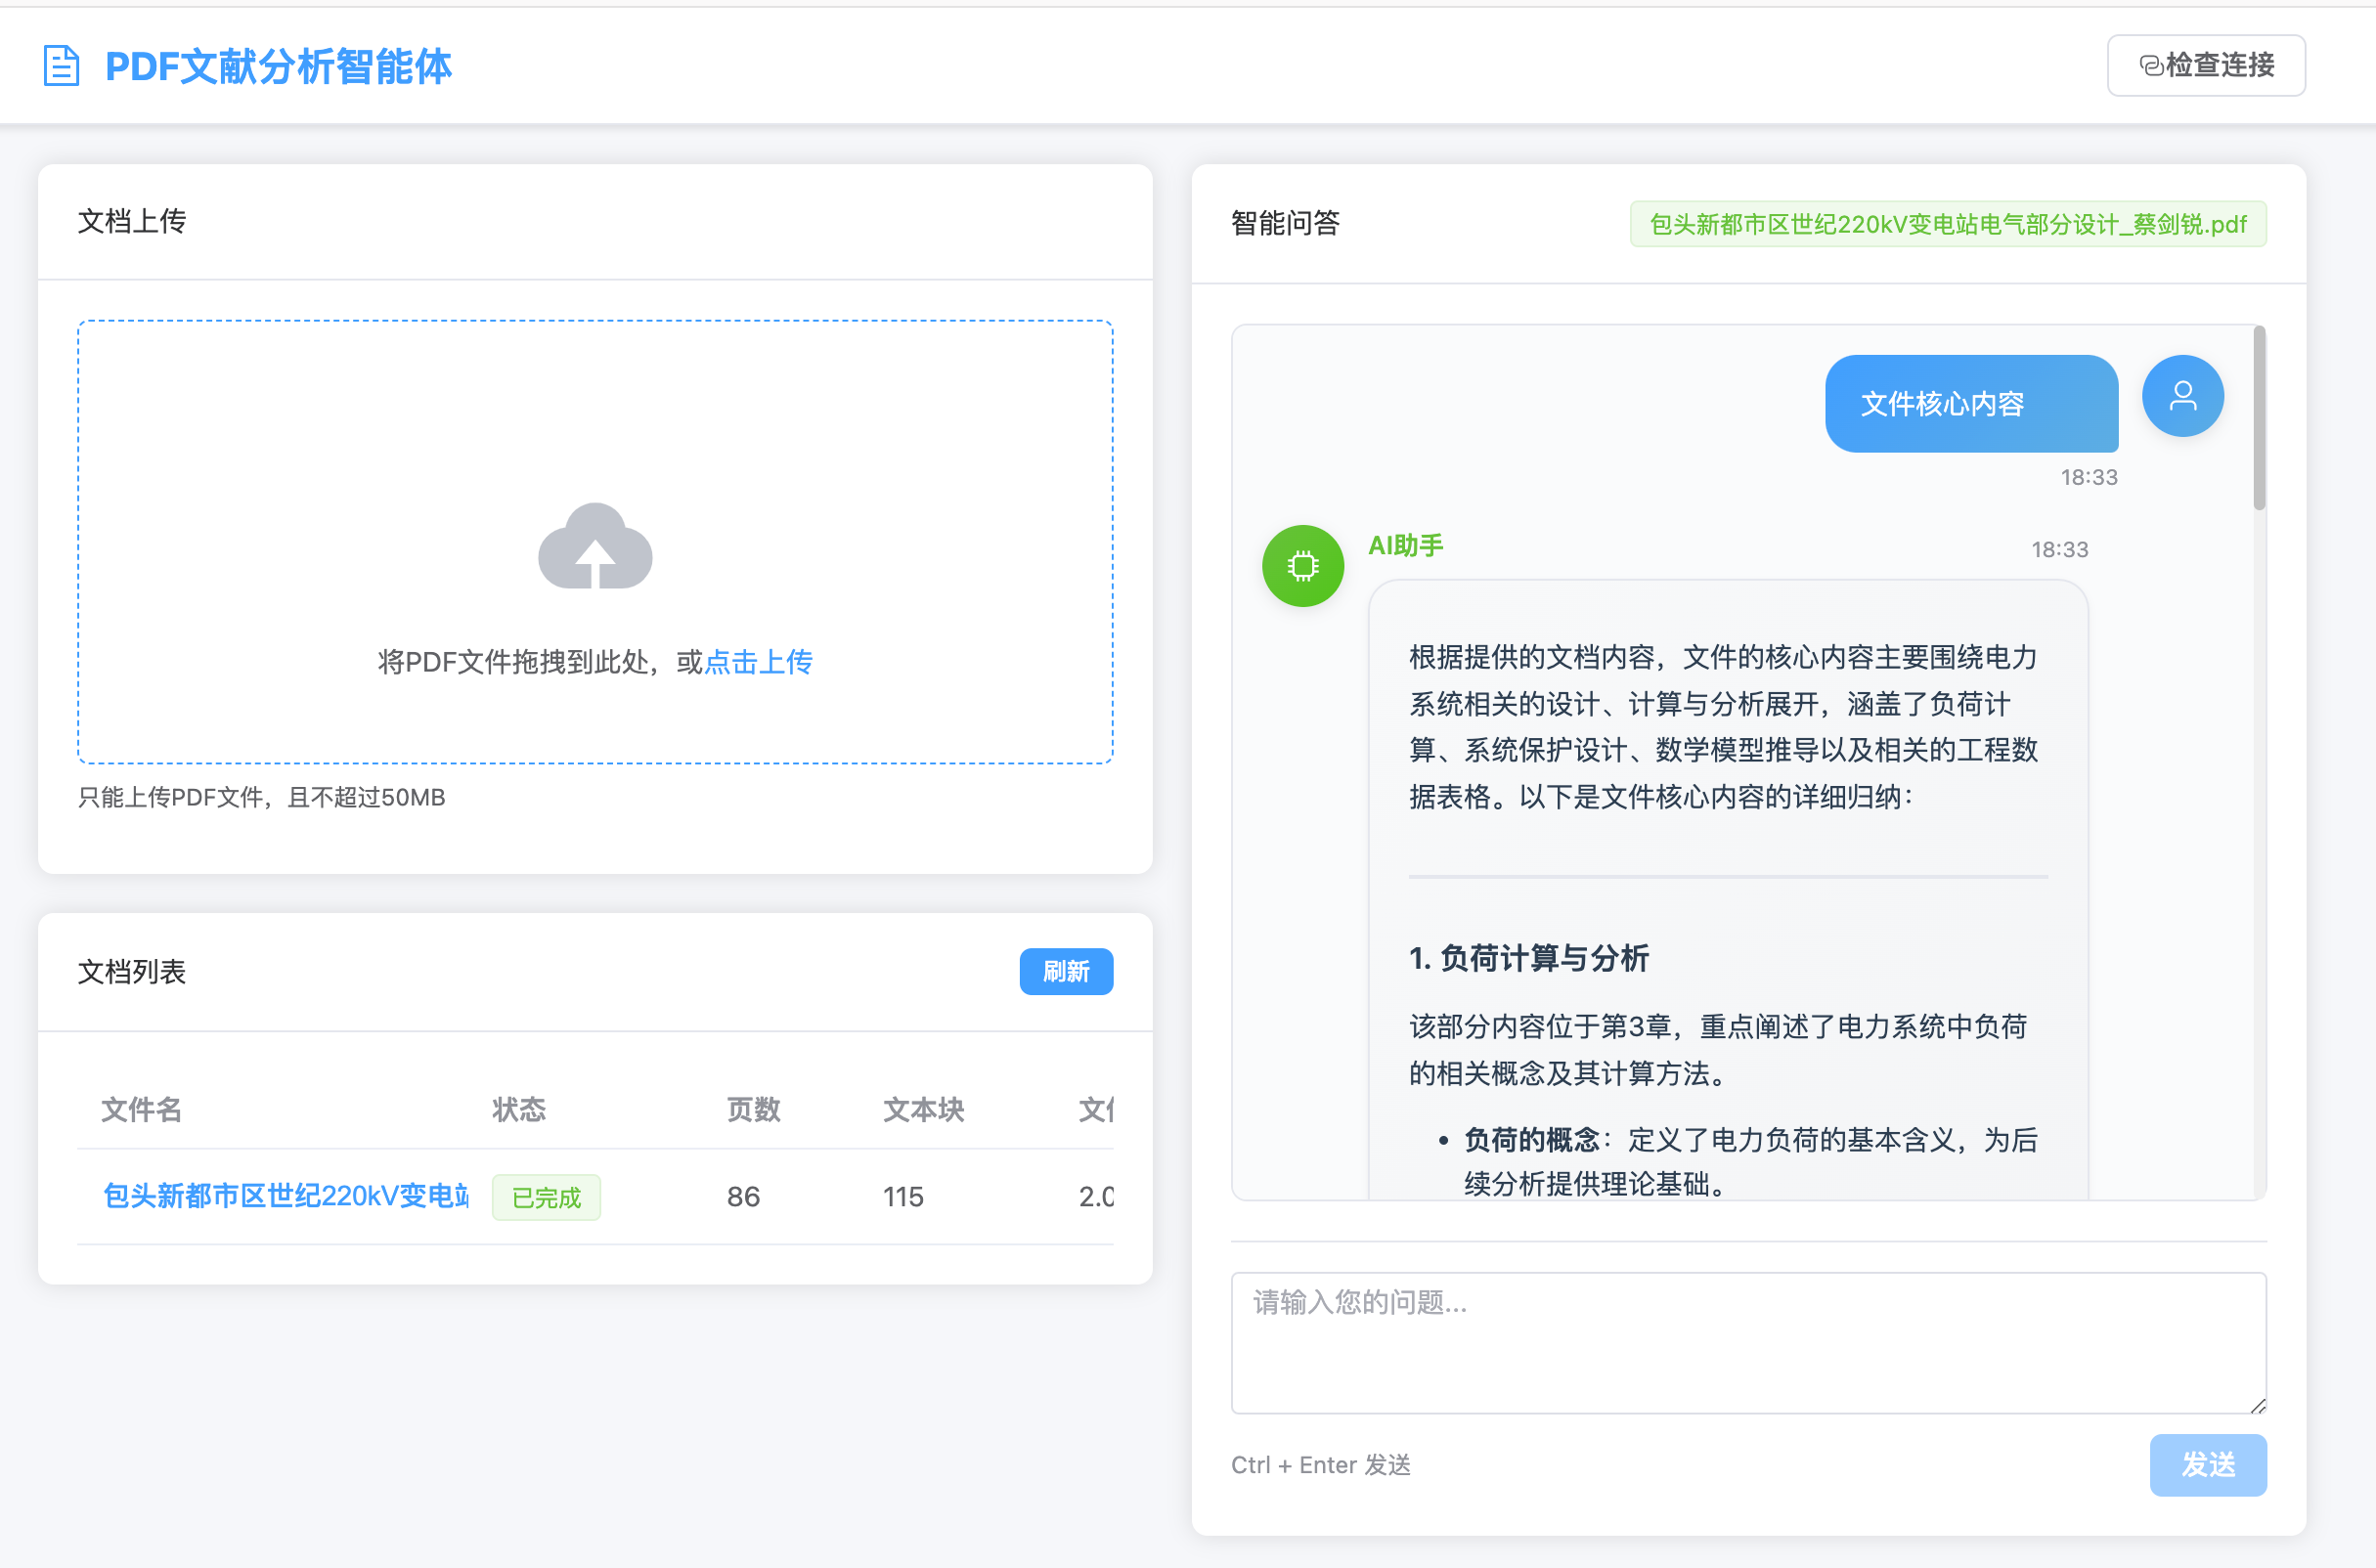 PDF文献分析智能体
检查连接
文档上传
将PDF文件拖拽到此处，或点击上传
只能上传PDF文件，且不超过50MB
文档列表
刷新
文件名 状态 页数 文本块
包头新都市区世纪220kV变电 已完成 86 115 2.0
智能问答
包头新都市区世纪220kV变电站电气部分设计_蔡剑锐.pdf
文件核心内容
18:33
AI助手
18:33
根据提供的文档内容，文件的核心内容主要围绕电力
系统相关的设计、计算与分析展开，涵盖了负荷计
算、系统保护设计、数学模型推导以及相关的工程数
据表格。以下是文件核心内容的详细归纳：
1. 负荷计算与分析
该部分内容位于第3章，重点阐述了电力系统中负荷
的相关概念及其计算方法。
• 负荷的概念：定义了电力负荷的基本含义，为后
续分析提供理论基础。
请输入您的问题...
Ctrl + Enter 发送
发送